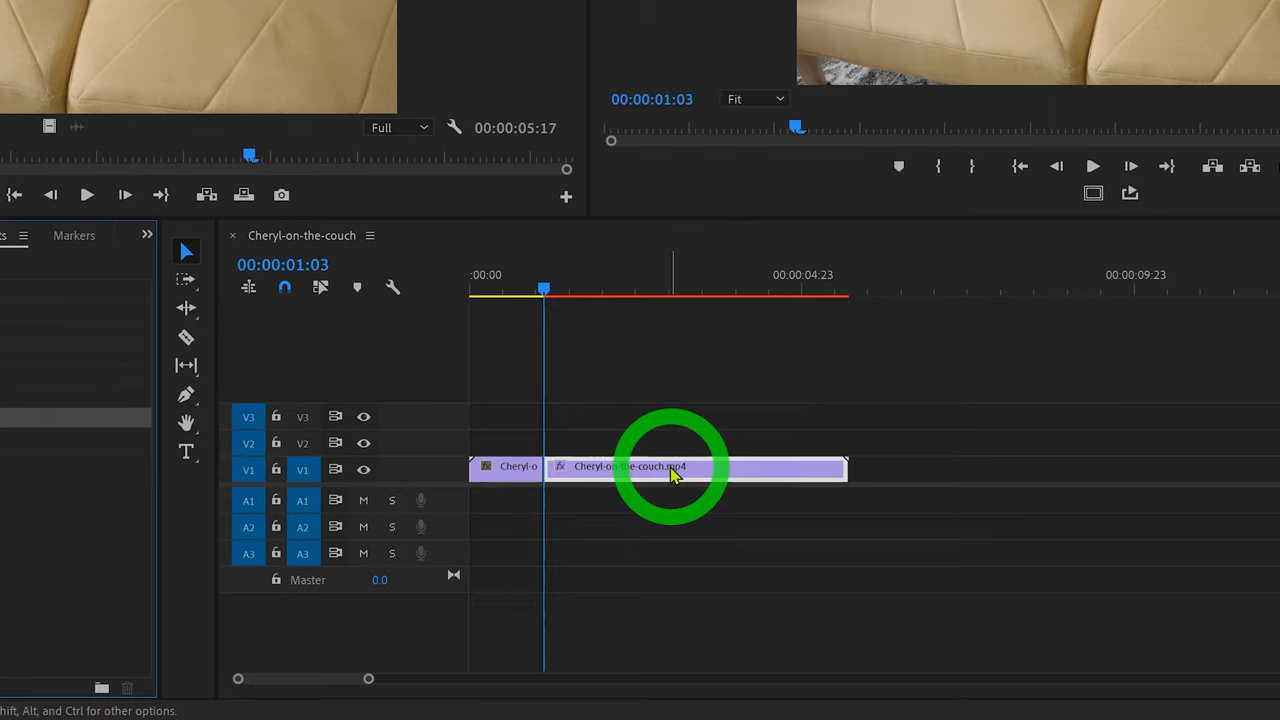 00:00:01:03
Fit
Full
00:00:05:17
Markers
× Cheryl-on-the-couch
00:00:01:03
:00:00
00:00:04:23
00:00:09:23
V3 V3
V2 V2
V1 V1
Cheryl-o
Cheryl-on-the-couch.mp4
fx
fx
A1 A1 M S
A2 A2 M S
A3 A3 M S
Master 0.0
hift, Alt, and Ctrl for other options.